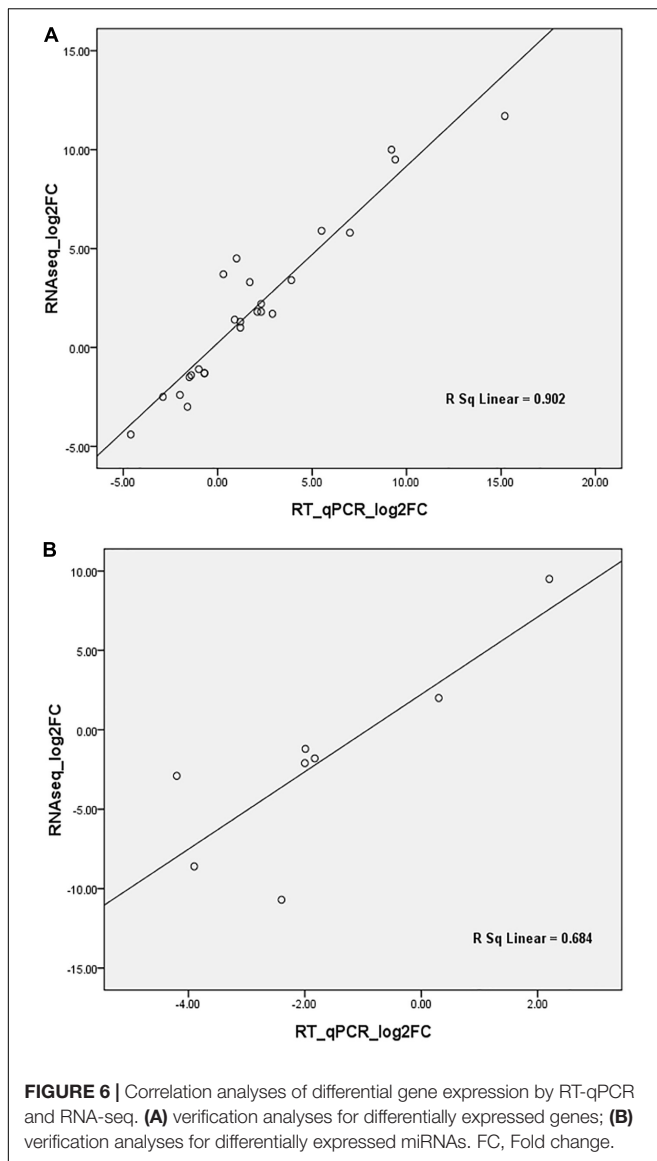 A
15.00
10.00
5.00
0.00
-5.00
RNAseq_log2FC
R Sq Linear = 0.902
-5.00 0.00 5.00 10.00 15.00 20.00
RT_qPCR_log2FC
B
10.00
5.00
0.00
-5.00
-10.00
-15.00
RNAseq_log2FC
R Sq Linear = 0.684
-4.00 -2.00 0.00 2.00
RT_qPCR_log2FC
FIGURE 6 | Correlation analyses of differential gene expression by RT-qPCR
and RNA-seq. (A) verification analyses for differentially expressed genes; (B)
verification analyses for differentially expressed miRNAs. FC, Fold change.